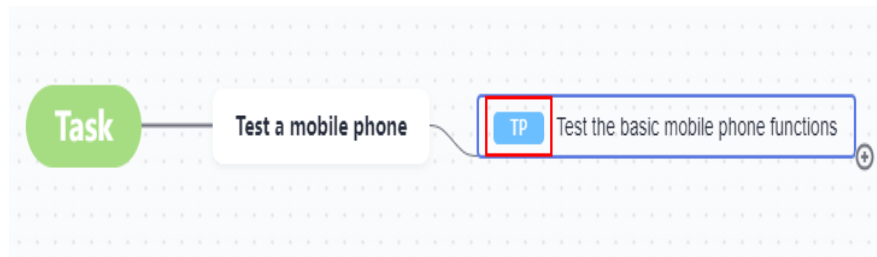 Task
Test a mobile phone
TP Test the basic mobile phone functions